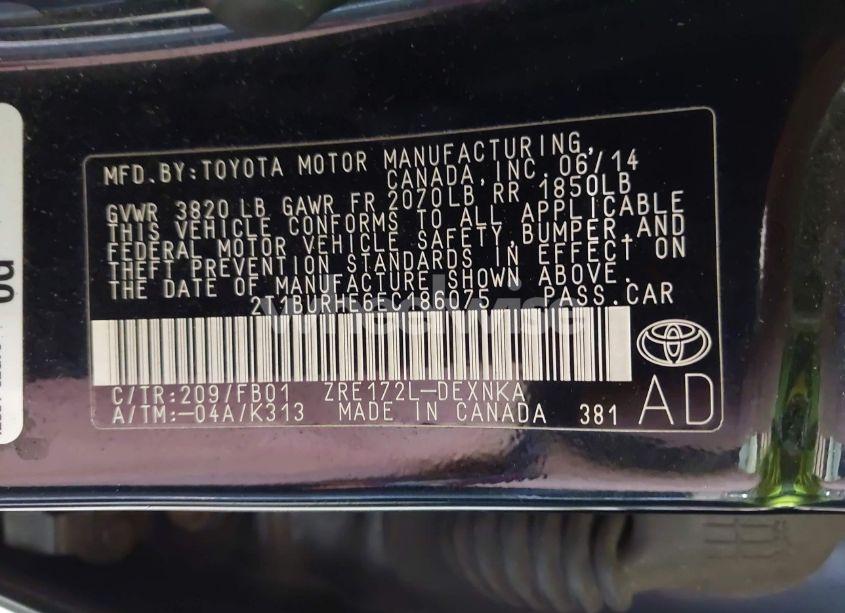 MFD.BY:TOYOTA MOTOR MANUFACTURING,
CANADA,INC. 06/14
GVWR 3820 LB GAWR FR 2070LB RR 1850LB
THIS VEHICLE CONFORMS TO ALL APPLICABLE
FEDERAL MOTOR VEHICLE SAFETY,BUMPER,AND
THEFT PREVENTION STANDARDS IN EFFECT ON
THE DATE OF MANUFACTURE SHOWN ABOVE.
2T1BURHE6EC186075 PASS.CAR
C/TR:209/FB01 ZRE172L-DEXNKA
A/TM:-04A/K313 MADE IN CANADA 381
AD